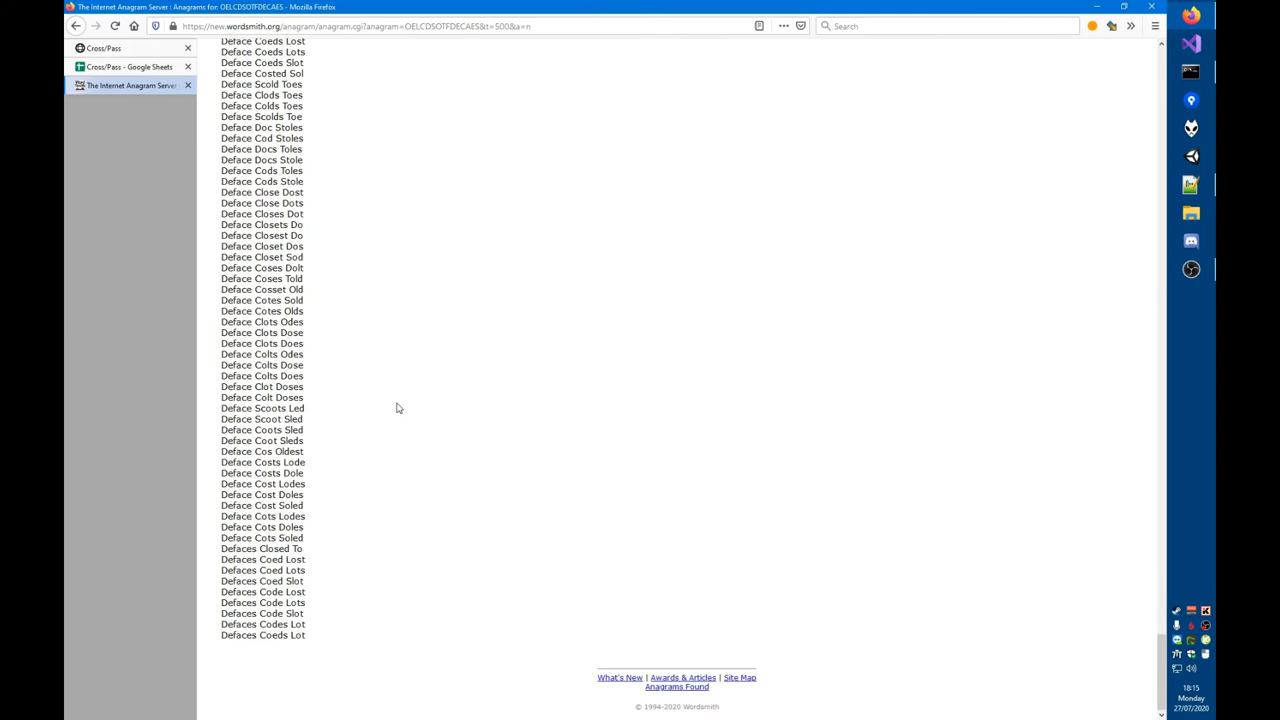 The Internet Anagram Server : Anagrams for: OELCDSOTFDECAES - Mozilla Firefox
https://new.wordsmith.org/anagram/anagram.cgi?anagram=OELCDSOTFDECAES&t=500&a=n
Search
Cross/Pass
Cross/Pass - Google Sheets
The Internet Anagram Server
Deface Coeds Lost
Deface Coeds Lots
Deface Coeds Slot
Deface Costed Sol
Deface Scold Toes
Deface Clods Toes
Deface Colds Toes
Deface Scolds Toe
Deface Doc Stoles
Deface Cod Stoles
Deface Docs Toles
Deface Docs Stole
Deface Cods Toles
Deface Cods Stole
Deface Close Dost
Deface Close Dots
Deface Closes Dot
Deface Closets Do
Deface Closest Do
Deface Closet Dos
Deface Closet Sod
Deface Coses Dolt
Deface Coses Told
Deface Cosset Old
Deface Cotes Sold
Deface Cotes Olds
Deface Clots Odes
Deface Clots Dose
Deface Clots Does
Deface Colts Odes
Deface Colts Dose
Deface Colts Does
Deface Clot Doses
Deface Colt Doses
Deface Scoots Led
Deface Scoot Sled
Deface Coots Sled
Deface Coot Sleds
Deface Cos Oldest
Deface Costs Lode
Deface Costs Dole
Deface Cost Lodes
Deface Cost Doles
Deface Cost Soled
Deface Cots Lodes
Deface Cots Doles
Deface Cots Soled
Defaces Closed To
Defaces Coed Lost
Defaces Coed Lots
Defaces Coed Slot
Defaces Code Lost
Defaces Code Lots
Defaces Code Slot
Defaces Codes Lot
Defaces Coeds Lot
What's New | Awards & Articles | Site Map
Anagrams Found
© 1994-2020 Wordsmith
18:15
Monday
27/07/2020